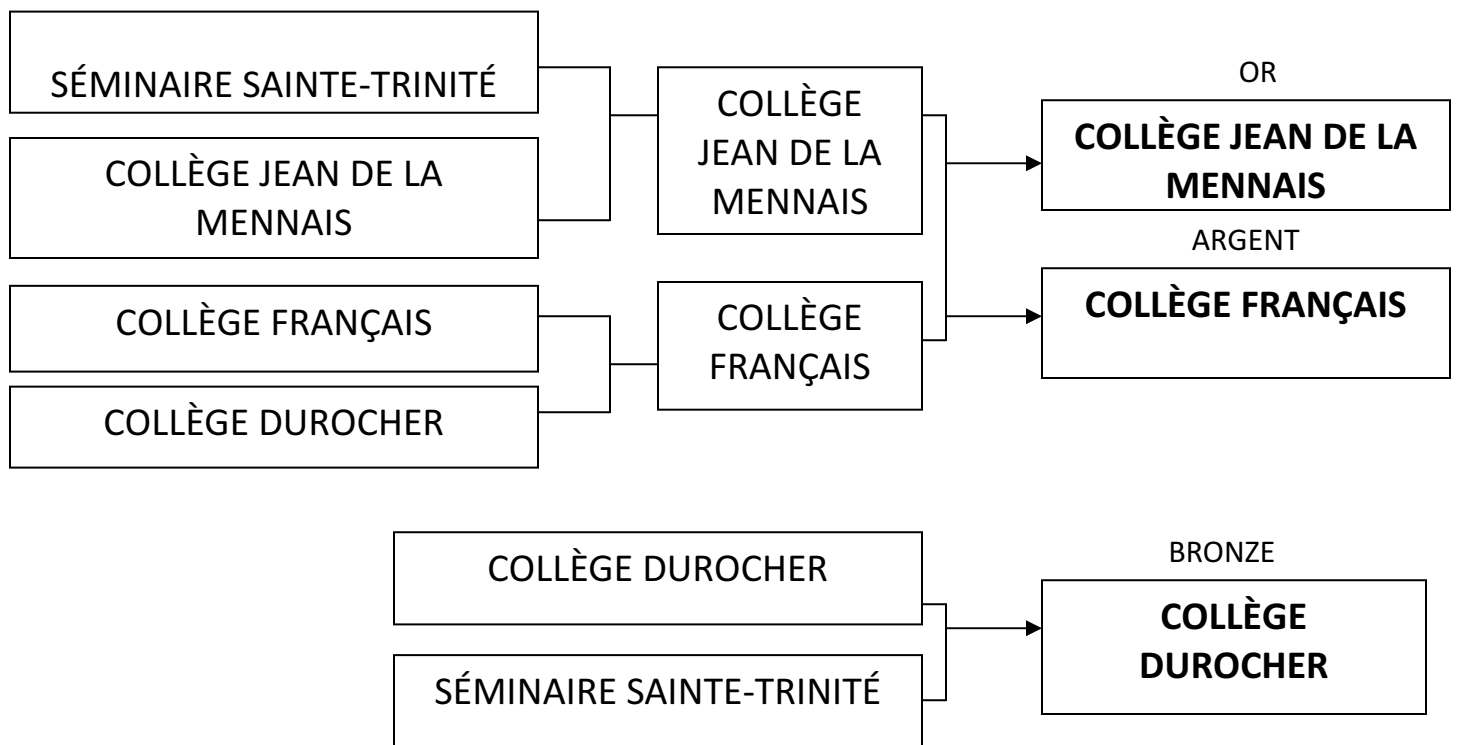 SÉMINAIRE SAINTE-TRINITÉ
COLLÈGE JEAN DE LA
MENNAIS
COLLÈGE FRANÇAIS
COLLÈGE DUROCHER
COLLÈGE
JEAN DE LA
MENNAIS
COLLÈGE
FRANÇAIS
OR
COLLÈGE JEAN DE LA
MENNAIS
ARGENT
COLLÈGE FRANÇAIS
COLLÈGE DUROCHER
SÉMINAIRE SAINTE-TRINITÉ
BRONZE
COLLÈGE
DUROCHER